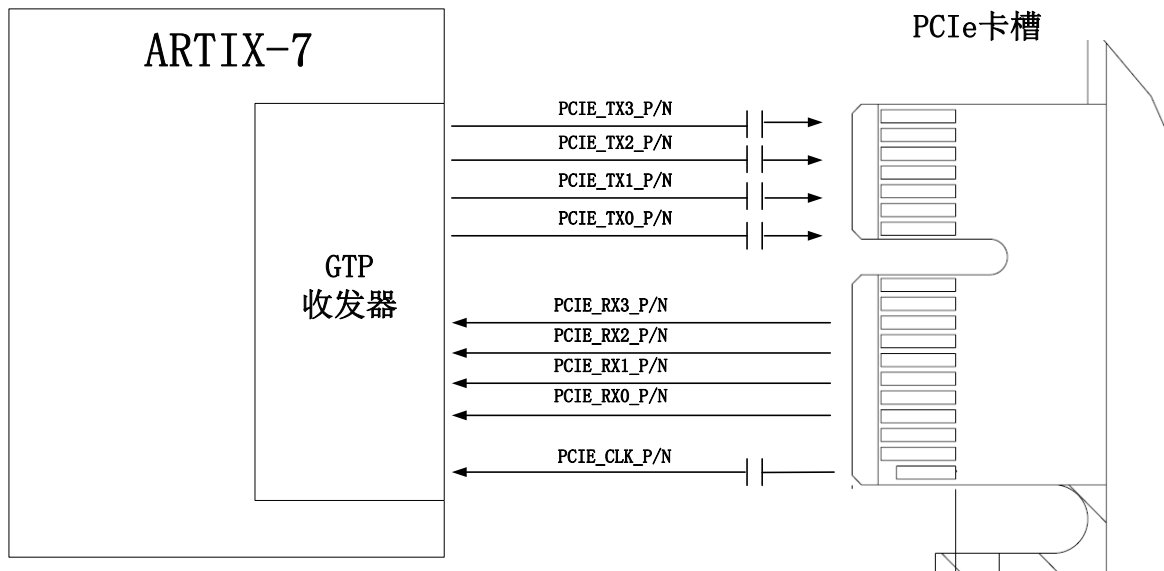 PCIe卡槽
ARTIX-7
PCIE_TX3_P/N
PCIE_TX2_P/N
PCIE_TX1_P/N
PCIE_TX0_P/N
GTP
收发器
PCIE_RX3_P/N
PCIE_RX2_P/N
PCIE_RX1_P/N
PCIE_RX0_P/N
PCIE_CLK_P/N